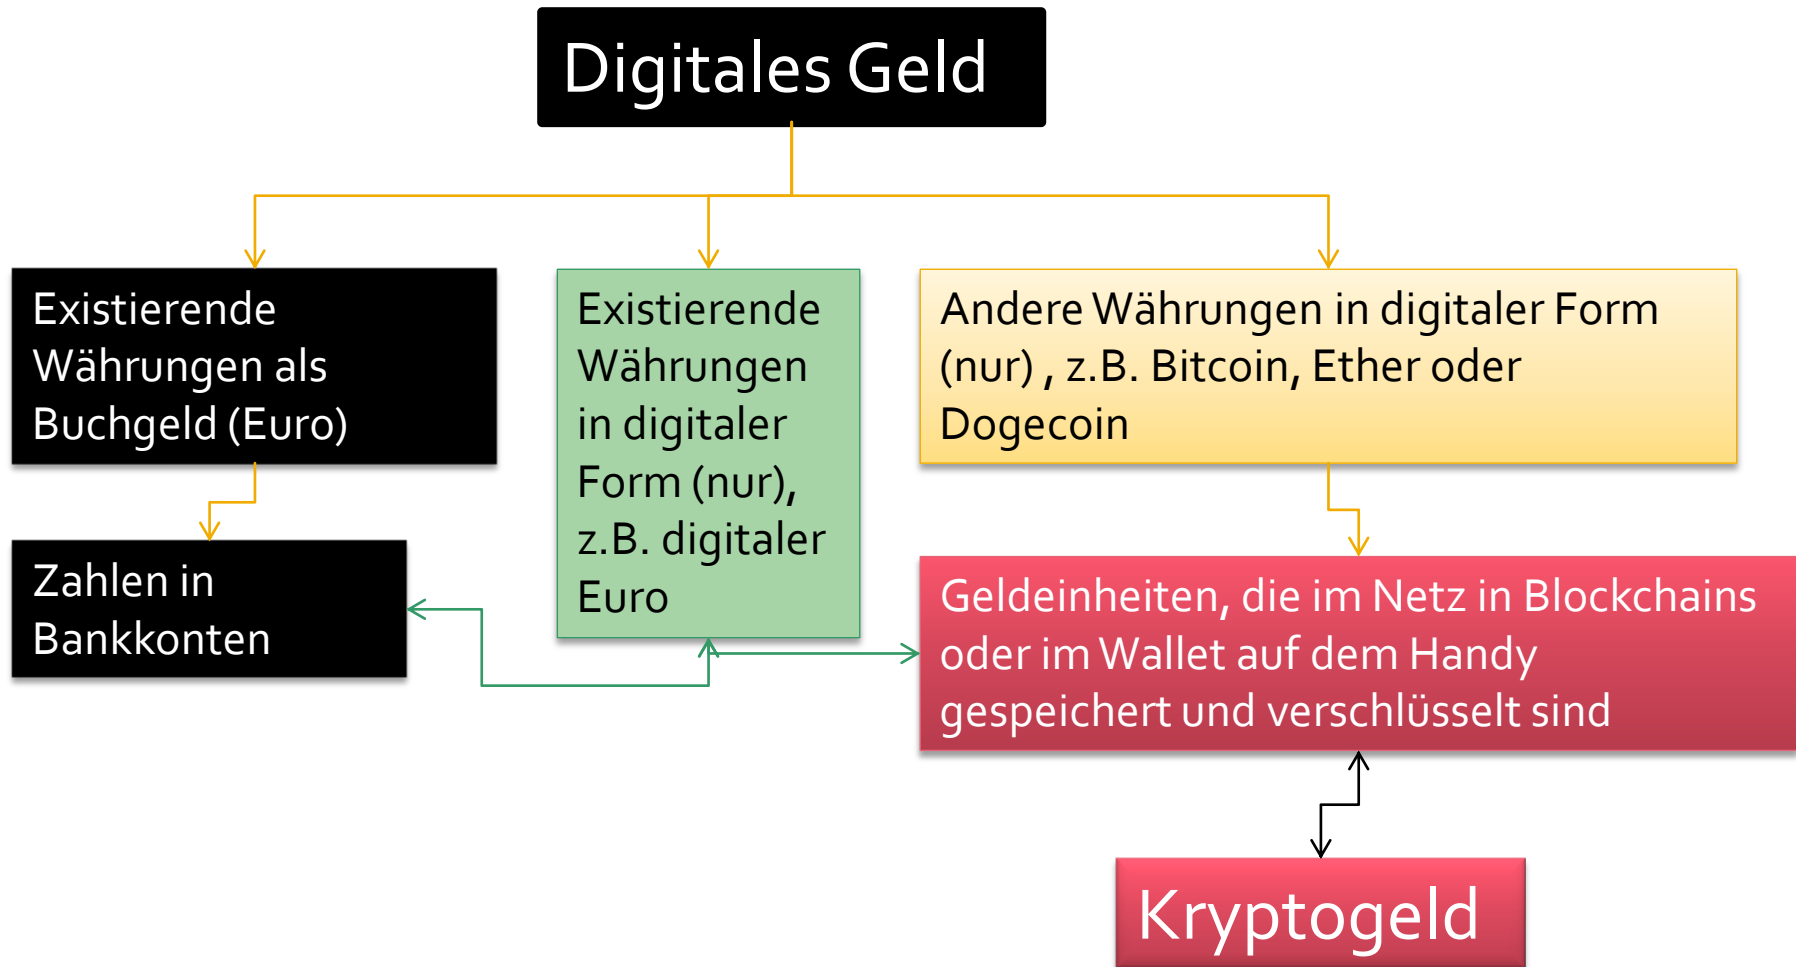 Digitales Geld
Existierende
Währungen als
Buchgeld (Euro)
Existierende
Währungen
in digitaler
Form (nur),
z.B. digitaler
Euro
Andere Währungen in digitaler Form
(nur) , z.B. Bitcoin, Ether oder
Dogecoin
Zahlen in
Bankkonten
Geldeinheiten, die im Netz in Blockchains
oder im Wallet auf dem Handy
gespeichert und verschlüsselt sind
Kryptogeld